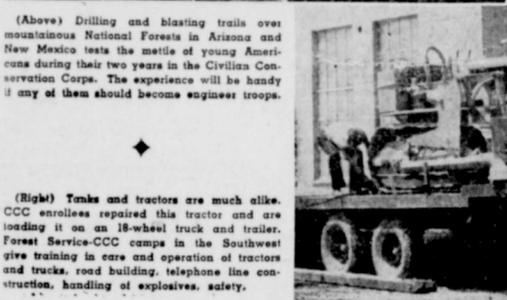 (Above) Drilling and blasting trails over
mountainous National Forests in Arizona and
New Mexico tests the mettle of young Ameri-
cans during their two years in the Civilian Con-
servation Corps. The experience will be handy
if any of them should become engineer troops.
(Right) Tanks and tractors are much alike.
CCC enrollees repaired this tractor and are
loading it on an 18-wheel truck and trailer.
Forest Service-CCC camps in the Southwest
give training in care and operation of tractors
and trucks, road building, telephone line con-
struction, handling of explosives, safety,